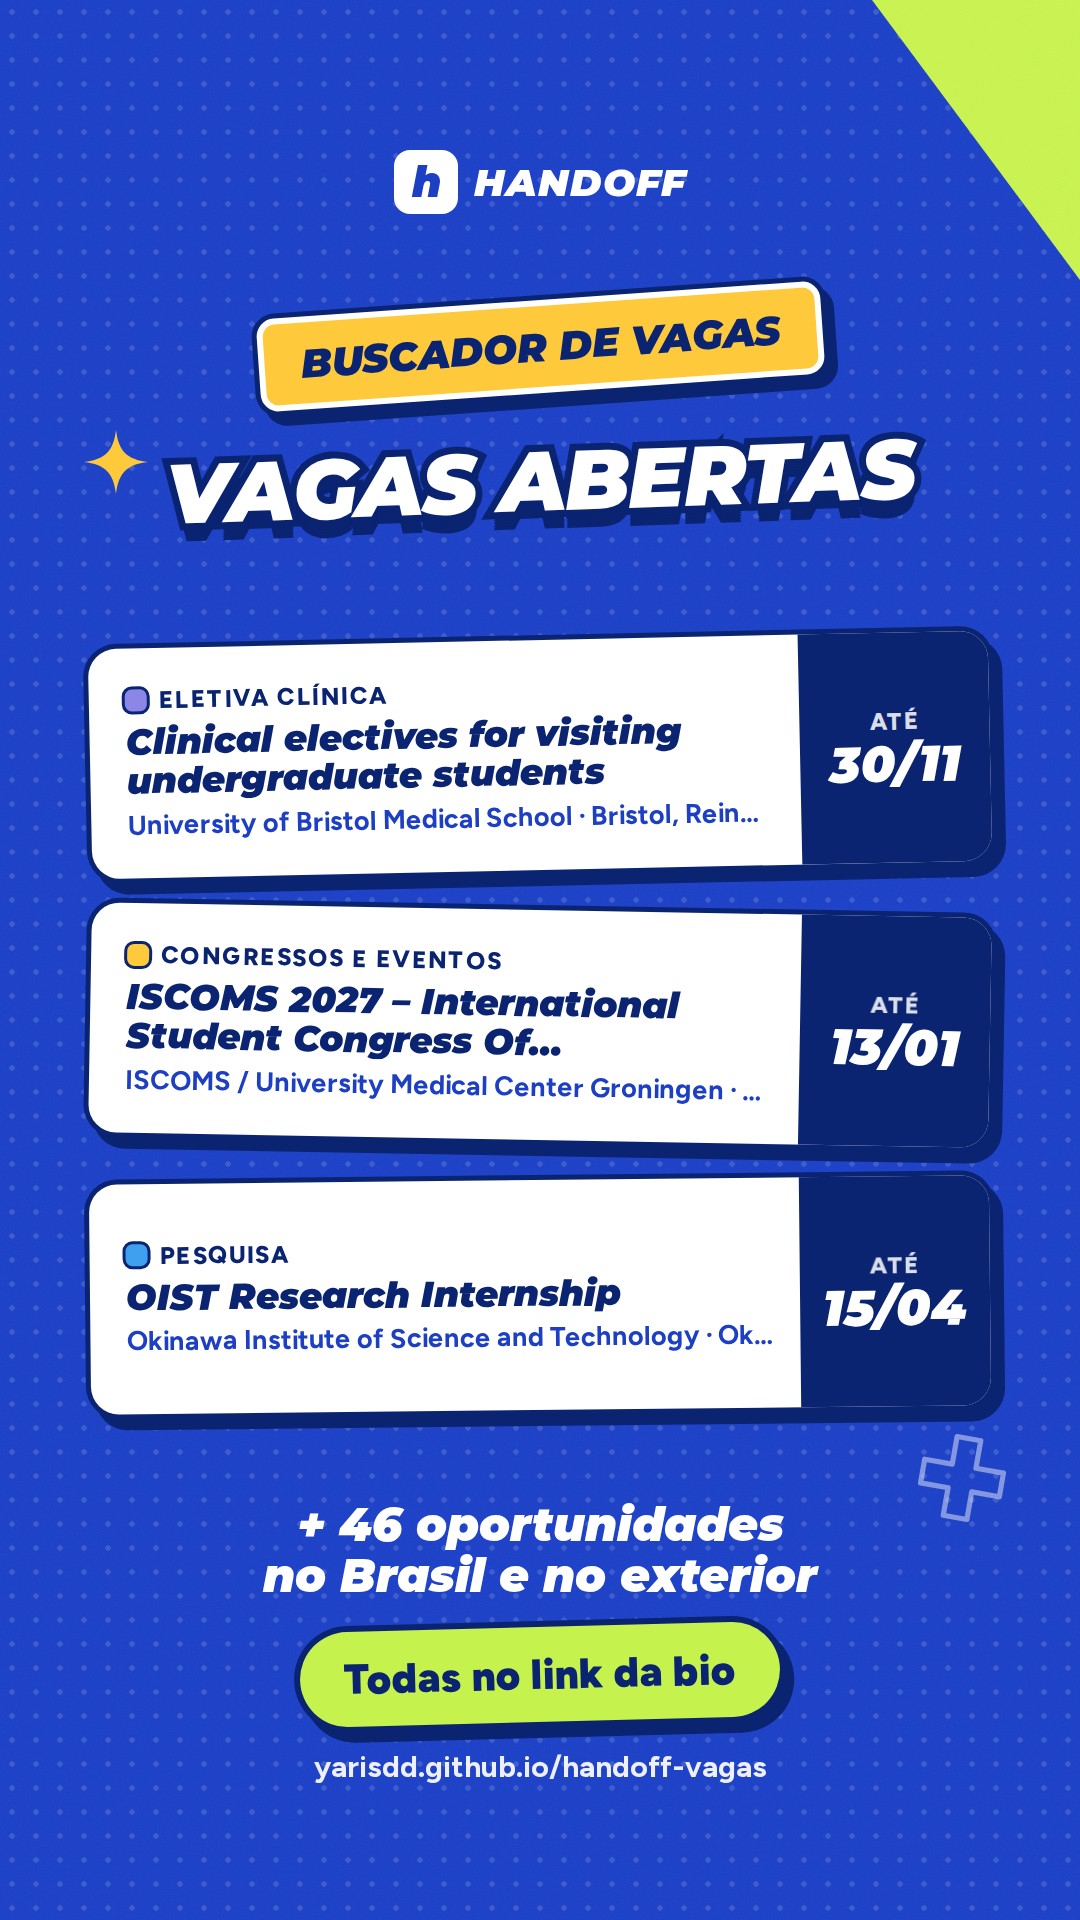 h HANDOFF
BUSCADOR DE VAGAS
VAGAS ABERTAS
ELETIVA CLÍNICA
Clinical electives for visiting
undergraduate students
University of Bristol Medical School · Bristol, Rein...
ATÉ
30/11
CONGRESSOS E EVENTOS
ISCOMS 2027 – International
Student Congress Of...
ISCOMS / University Medical Center Groningen · ...
ATÉ
13/01
PESQUISA
OIST Research Internship
Okinawa Institute of Science and Technology · Ok...
ATÉ
15/04
+ 46 oportunidades
no Brasil e no exterior
Todas no link da bio
yarisdd.github.io/handoff-vagas